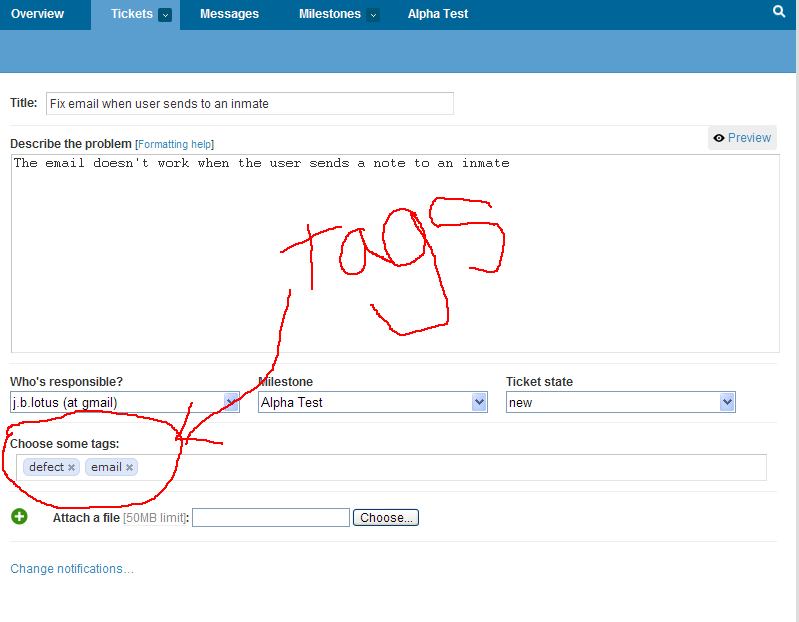 Overview Tickets Messages Milestones Alpha Test
Title: Fix email when user sends to an inmate
Describe the problem [Formatting help] Preview
The email doesn't work when the user sends a note to an inmate
tags
Who's responsible? Milestone Ticket state
j.b.lotus (at gmail) Alpha Test new
Choose some tags:
defect × email ×
Attach a file [50MB limit]: Choose...
Change notifications...